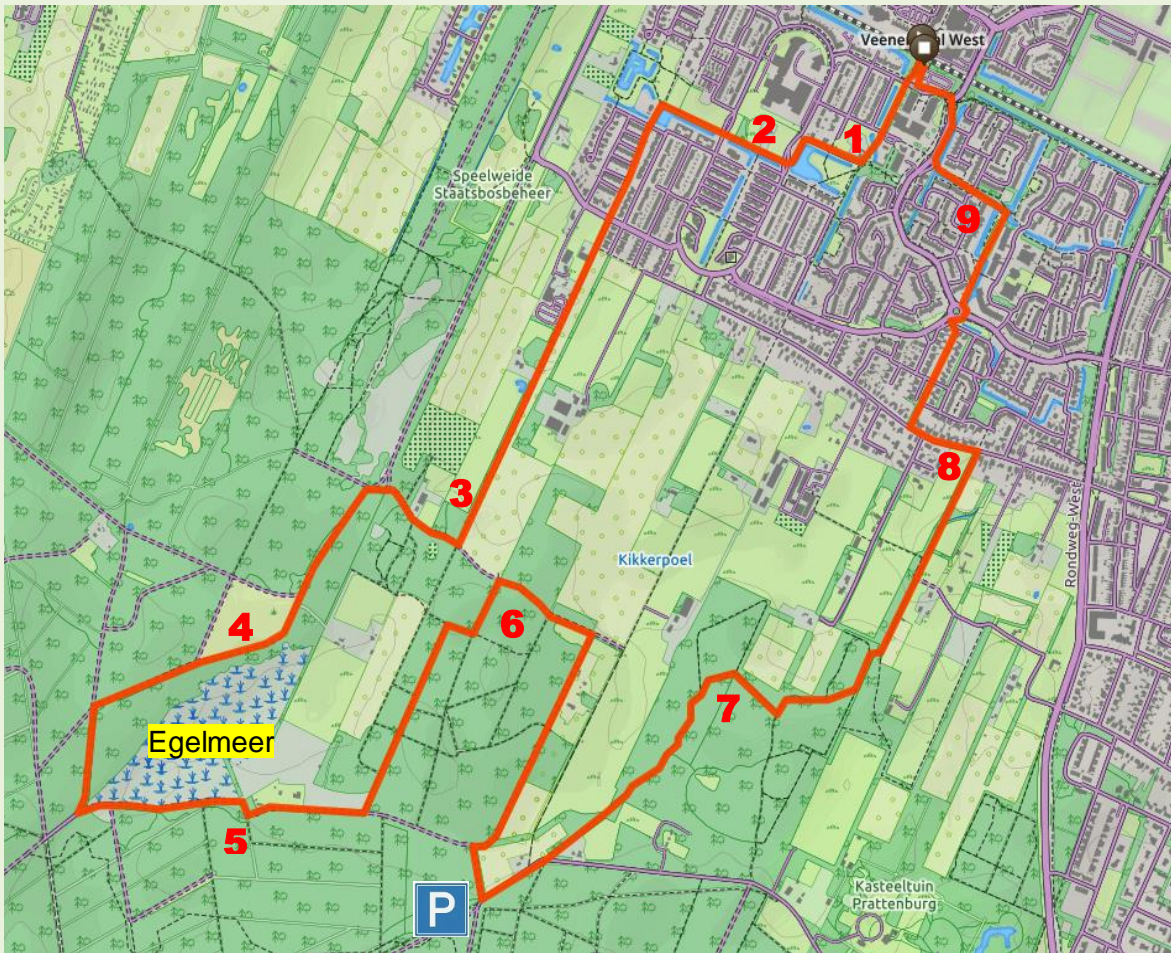 Veenendaal West
1
2
Speelweide
Staatsbosbeheer
9
3
8
Kikkerpoel
Rondweg-West
4
6
7
Egelmeer
5
P
Kasteeltuin
Prattenburg